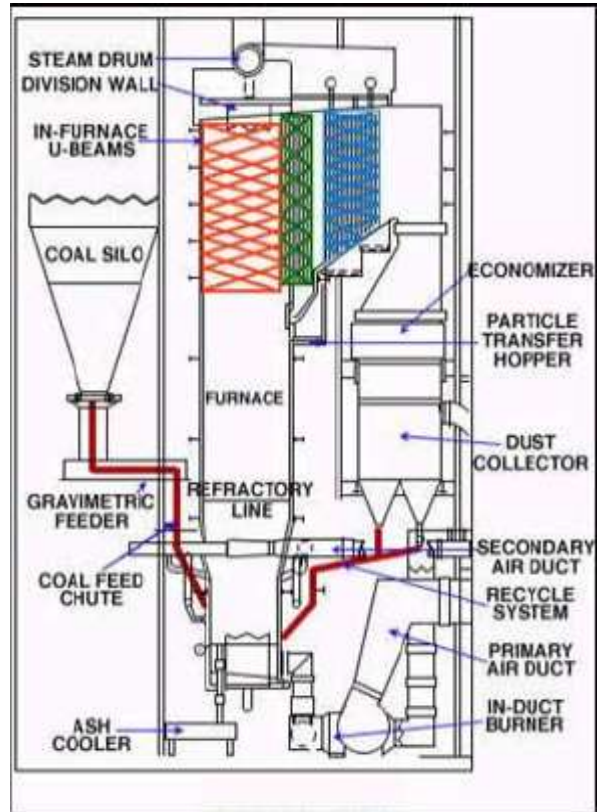 STEAM DRUM
DIVISION WALL
IN-FURNACE
U-BEAMS
COAL SILO
ECONOMIZER
PARTICLE
TRANSFER
HOPPER
FURNACE
DUST
COLLECTOR
REFRACTORY
LINE
GRAVIMETRIC
FEEDER
SECONDARY
AIR DUCT
COAL FEED
CHUTE
RECYCLE
SYSTEM
PRIMARY
AIR DUCT
IN-DUCT
BURNER
ASH
COOLER